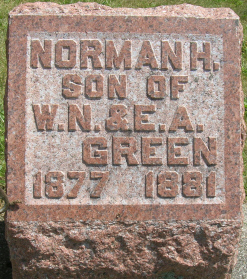 NORMAN H.
SON OF
W.N. & E.A.
GREEN
1877 1881